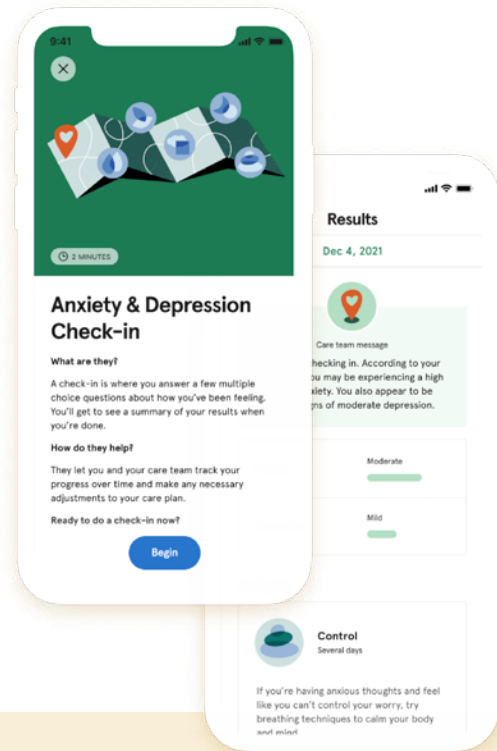 9:41
2 MINUTES
Anxiety & Depression
Check-in
What are they?
A check-in is where you answer a few multiple
choice questions about how you've been feeling.
You'll get to see a summary of your results when
you're done.
How do they help?
They let you and your care team track your
progress over time and make any necessary
adjustments to your care plan.
Ready to do a check-in now?
Begin
Results
Dec 4, 2021
Care team message
hecking in. According to your
ou may be experiencing a high
xiety. You also appear to be
ns of moderate depression.
Moderate
Mild
Control
Several days
If you're having anxious thoughts and feel
like you can't control your worry, try
breathing techniques to calm your body
and mind